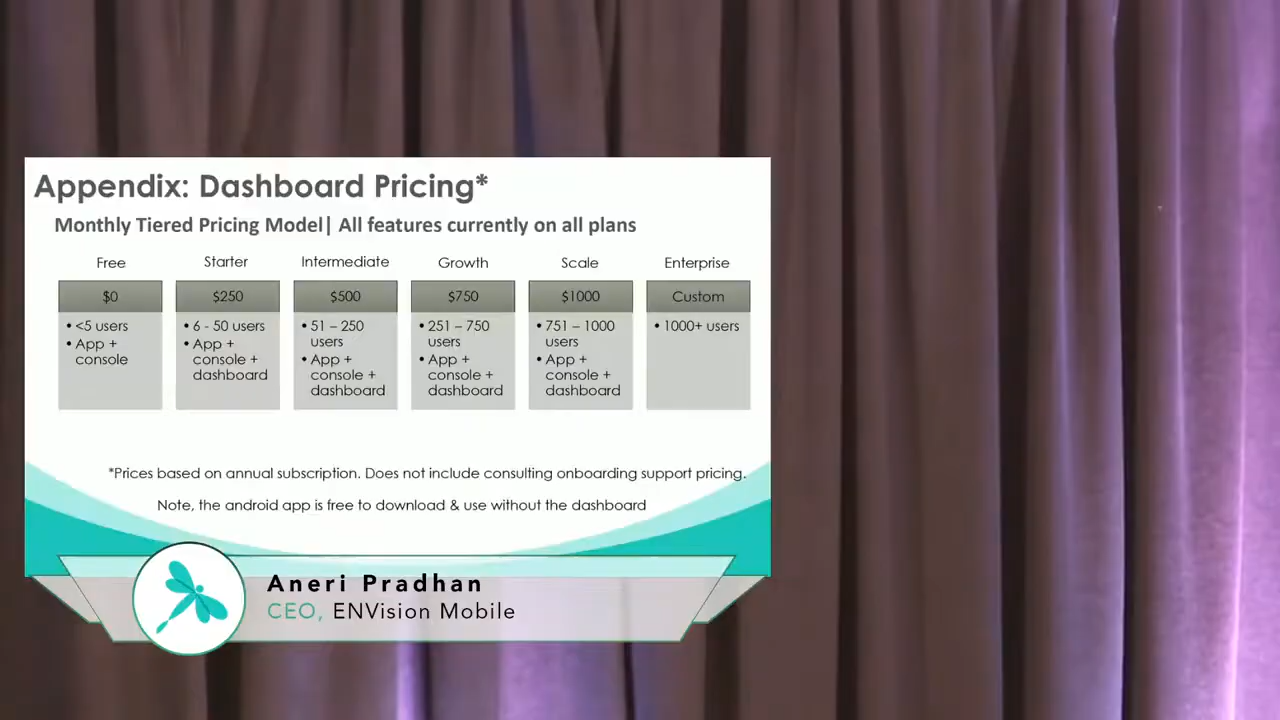 Appendix: Dashboard Pricing*
Monthly Tiered Pricing Model| All features currently on all plans
Free
$0
• <5 users
• App +
console
Starter
$250
• 6 - 50 users
• App +
console +
dashboard
Intermediate
$500
• 51 – 250
users
• App +
console +
dashboard
Growth
$750
• 251 – 750
users
• App +
console +
dashboard
Scale
$1000
• 751 – 1000
users
• App +
console +
dashboard
Enterprise
Custom
• 1000+ users
*Prices based on annual subscription. Does not include consulting onboarding support pricing.
Note, the android app is free to download & use without the dashboard
Aneri Pradhan
CEO, ENVision Mobile